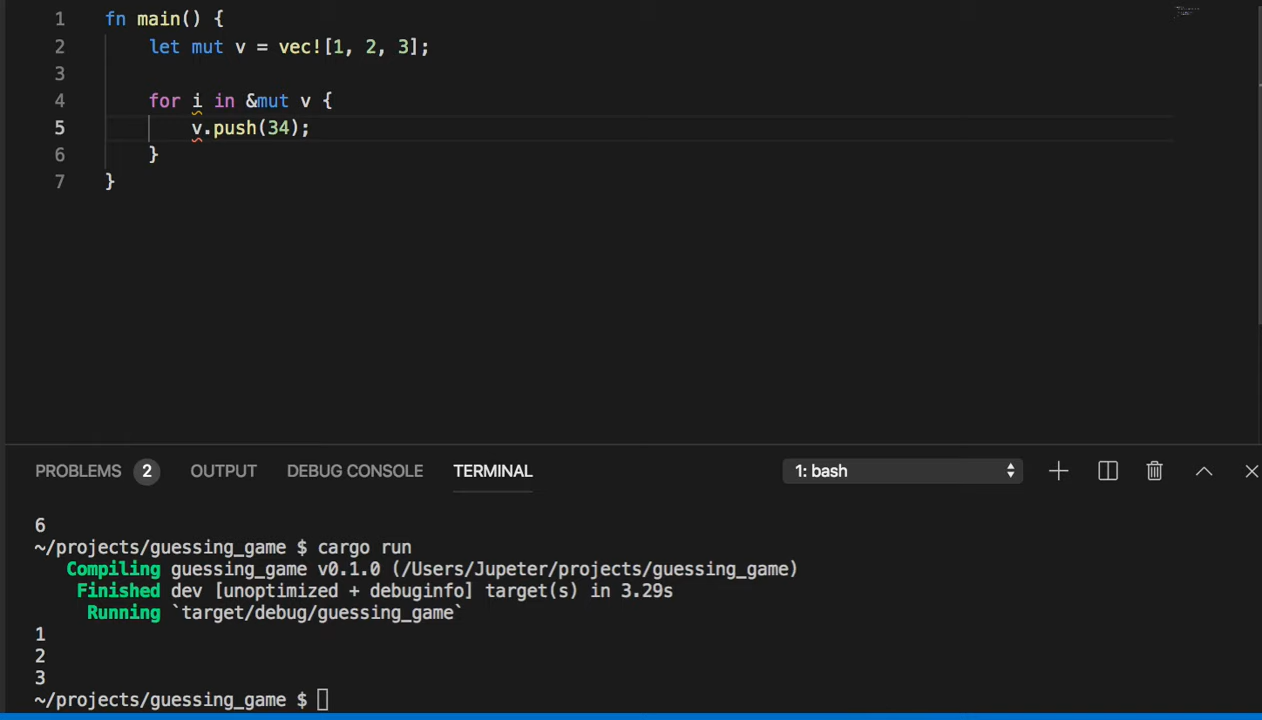 1 fn main() {
2 let mut v = vec![1, 2, 3];
3
4 for i in &mut v {
5 v.push(34);
6 }
7 }
PROBLEMS 2 OUTPUT DEBUG CONSOLE TERMINAL 1: bash
6
~/projects/guessing_game $ cargo run
Compiling guessing_game v0.1.0 (/Users/Jupeter/projects/guessing_game)
Finished dev [unoptimized + debuginfo] target(s) in 3.29s
Running `target/debug/guessing_game`
1
2
3
~/projects/guessing_game $